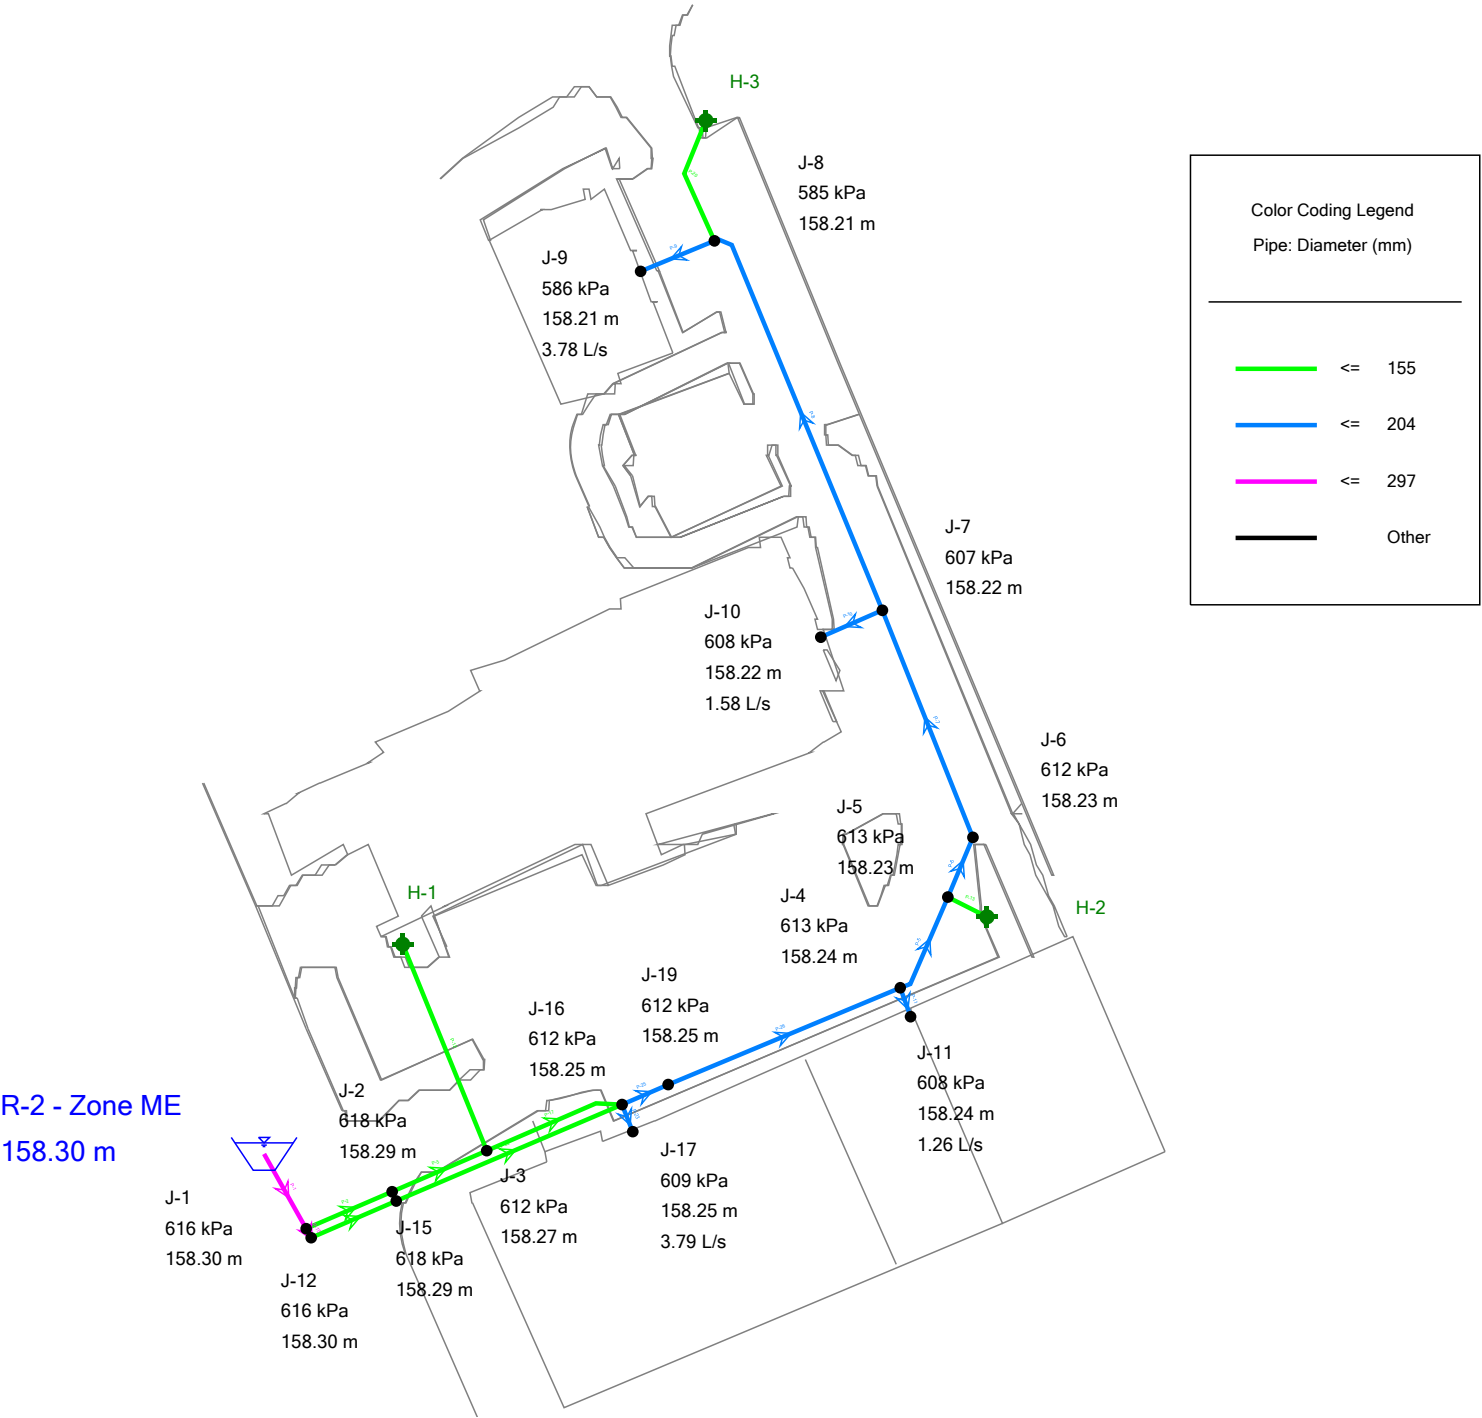 H-3
J-8
585 kPa
158.21 m
J-9
586 kPa
158.21 m
3.78 L/s
Color Coding Legend
Pipe: Diameter (mm)
<= 155
<= 204
<= 297
Other
J-7
607 kPa
158.22 m
J-10
608 kPa
158.22 m
1.58 L/s
J-6
612 kPa
158.23 m
J-5
613 kPa
158.23 m
H-1
J-4
613 kPa
158.24 m
H-2
J-19
612 kPa
158.25 m
J-16
612 kPa
158.25 m
J-11
608 kPa
158.24 m
1.26 L/s
R-2 - Zone ME
158.30 m
J-2
618 kPa
158.29 m
J-17
609 kPa
158.25 m
3.79 L/s
J-3
612 kPa
158.27 m
J-1
616 kPa
158.30 m
J-15
618 kPa
158.29 m
J-12
616 kPa
158.30 m